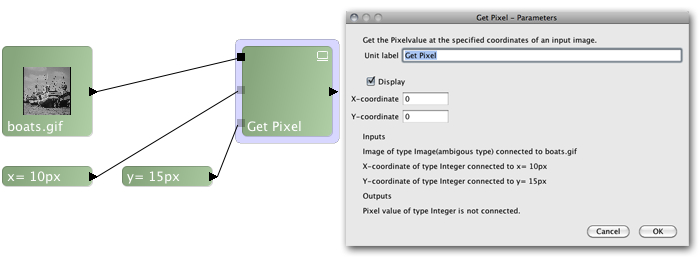 boats.gif
x= 10px
y= 15px
Get Pixel
Get Pixel – Parameters
Get the Pixelvalue at the specified coordinates of an input image.
Unit label Get Pixel
Display
X-coordinate 0
Y-coordinate 0
Inputs
Image of type Image(ambigous type) connected to boats.gif
X-coordinate of type Integer connected to x= 10px
Y-coordinate of type Integer connected to y= 15px
Outputs
Pixel value of type Integer is not connected.
Cancel OK